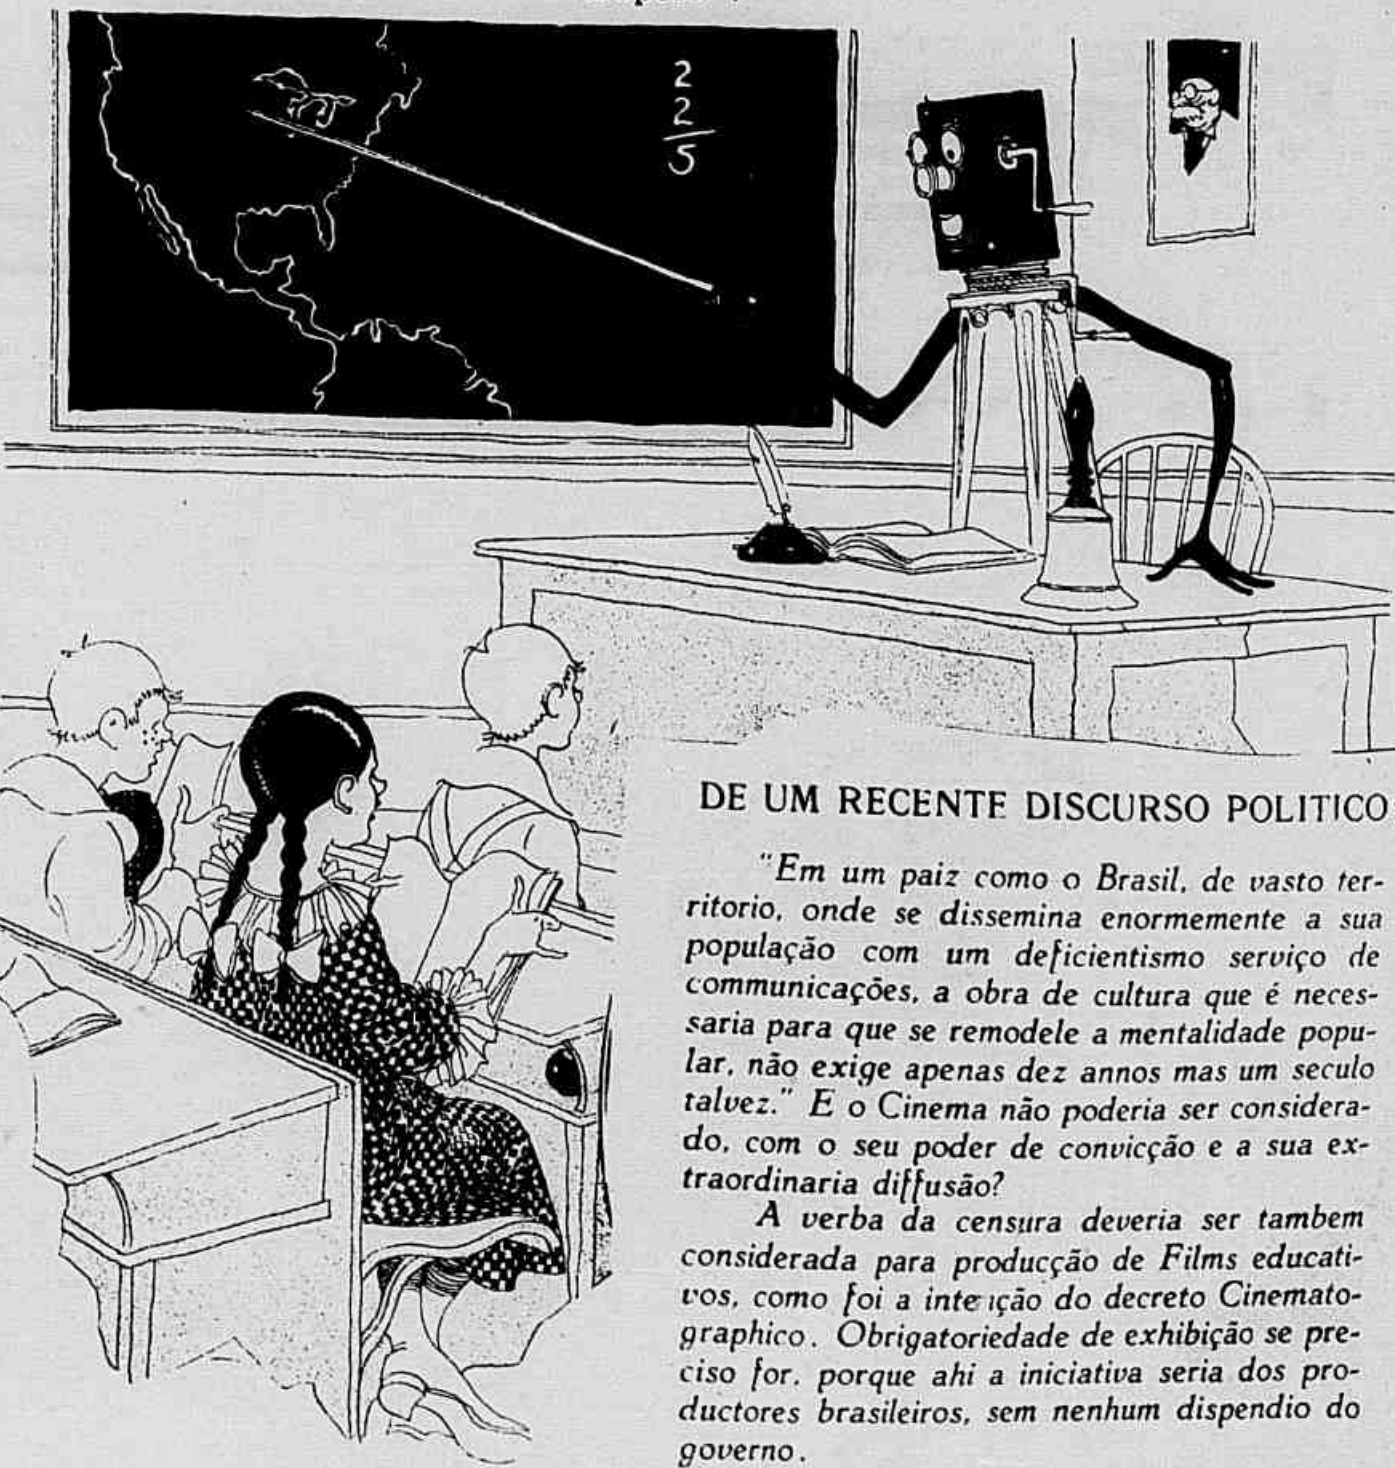 2
2
5
DE UM RECENTE DISCURSO POLITICO
"Em um paiz como o Brasil, de vasto ter-
ritorio, onde se dissemina enormemente a sua
população com um deficientismo serviço de
communicações, a obra de cultura que é neces-
saria para que se remodele a mentalidade popu-
lar, não exige apenas dez annos mas um seculo
talvez." E o Cinema não poderia ser considera-
do, com o seu poder de convicção e a sua ex-
traordinaria diffusão?
A verba da censura deveria ser tambem
considerada para producção de Films educati-
vos, como foi a intenção do decreto Cinemato-
graphico. Obrigatoriedade de exhibição se pre-
ciso for, porque ahi a iniciativa seria dos pro-
ductores brasileiros, sem nenhum dispendio do
governo.